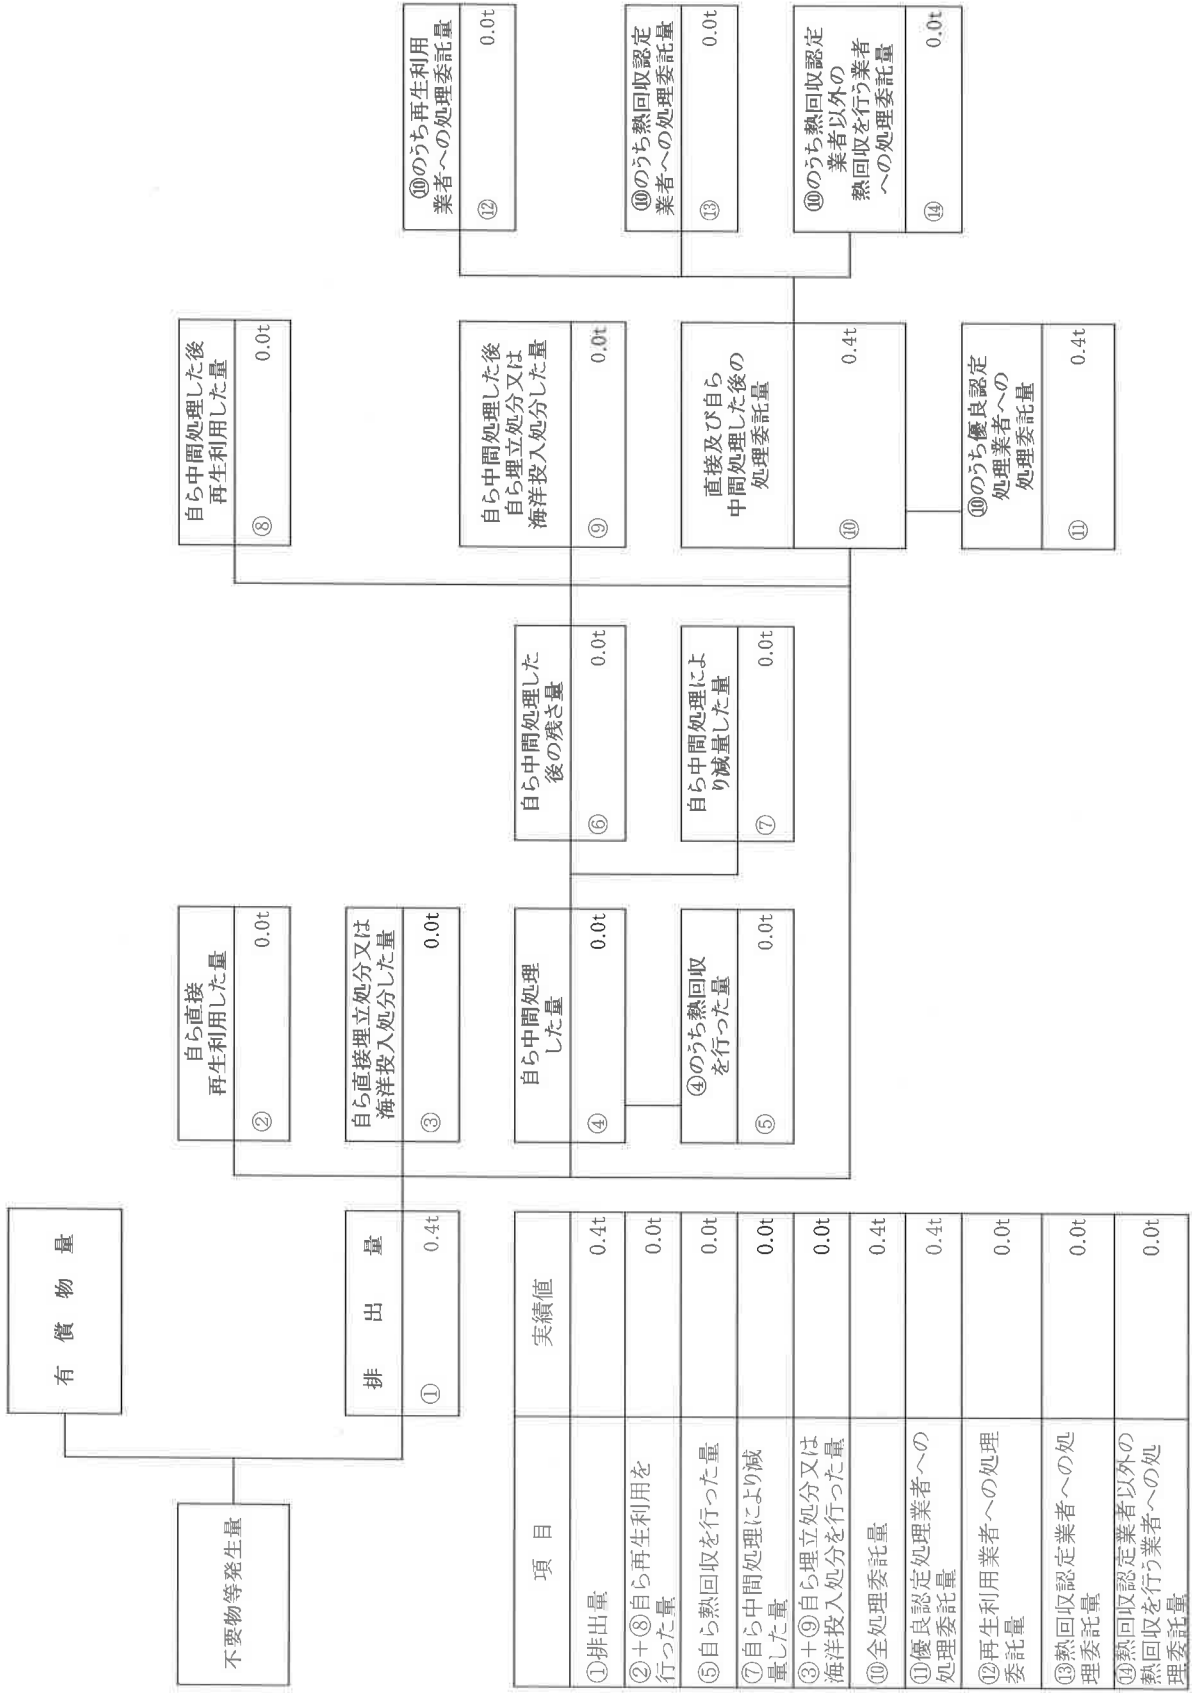 不要物等発生量
有償物量
排出量
① 0.4t
自ら直接
再生利用した量
② 0.0t
自ら直接埋立処分又は
海洋投入処分した量
③ 0.0t
自ら中間処理
した量
④ 0.0t
④のうち熱回収
を行った量
⑤ 0.0t
自ら中間処理した
後の残さ量
⑥ 0.0t
自ら中間処理によ
り減量した量
⑦ 0.0t
自ら中間処理した後
再生利用した量
⑧ 0.0t
自ら中間処理した後
自ら埋立処分又は
海洋投入処分した量
⑨ 0.0t
直接及び自ら
中間処理した後の
処理委託量
⑩ 0.4t
⑩のうち優良認定
処理業者への
処理委託量
⑪ 0.4t
⑩のうち再生利用
業者への処理委託量
⑫ 0.0t
⑩のうち熱回収認定
業者への処理委託量
⑬ 0.0t
⑩のうち熱回収認定
業者以外の
熱回収を行う業者
への処理委託量
⑭ 0.0t
項目 実績値
①排出量 0.4t
②+⑧自ら再生利用を
行った量 0.0t
⑤自ら熱回収を行った量 0.0t
⑦自ら中間処理により減
量した量 0.0t
③+⑨自ら埋立処分又は
海洋投入処分を行った量 0.0t
⑩全処理委託量 0.4t
⑪優良認定処理業者への
処理委託量 0.4t
⑫再生利用業者への処理
委託量 0.0t
⑬熱回収認定業者への処
理委託量 0.0t
⑭熱回収認定業者以外の
熱回収を行う業者への処
理委託量 0.0t